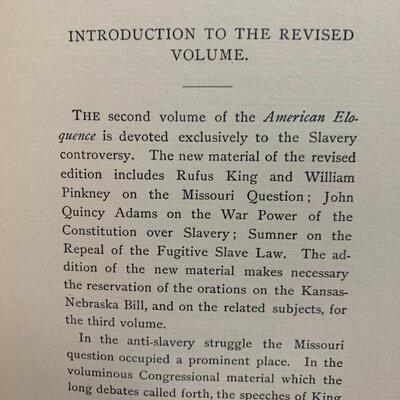 INTRODUCTION TO THE REVISED
VOLUME.
THE second volume of the American Elo-
quence is devoted exclusively to the Slavery
controversy. The new material of the revised
edition includes Rufus King and William
Pinkney on the Missouri Question; John
Quincy Adams on the War Power of the
Constitution over Slavery; Sumner on the
Repeal of the Fugitive Slave Law. The ad-
dition of the new material makes necessary
the reservation of the orations on the Kansas-
Nebraska Bill, and on the related subjects, for
the third volume.
In the anti-slavery struggle the Missouri
question occupied a prominent place. In the
voluminous Congressional material which the
long debates called forth, the speeches of King